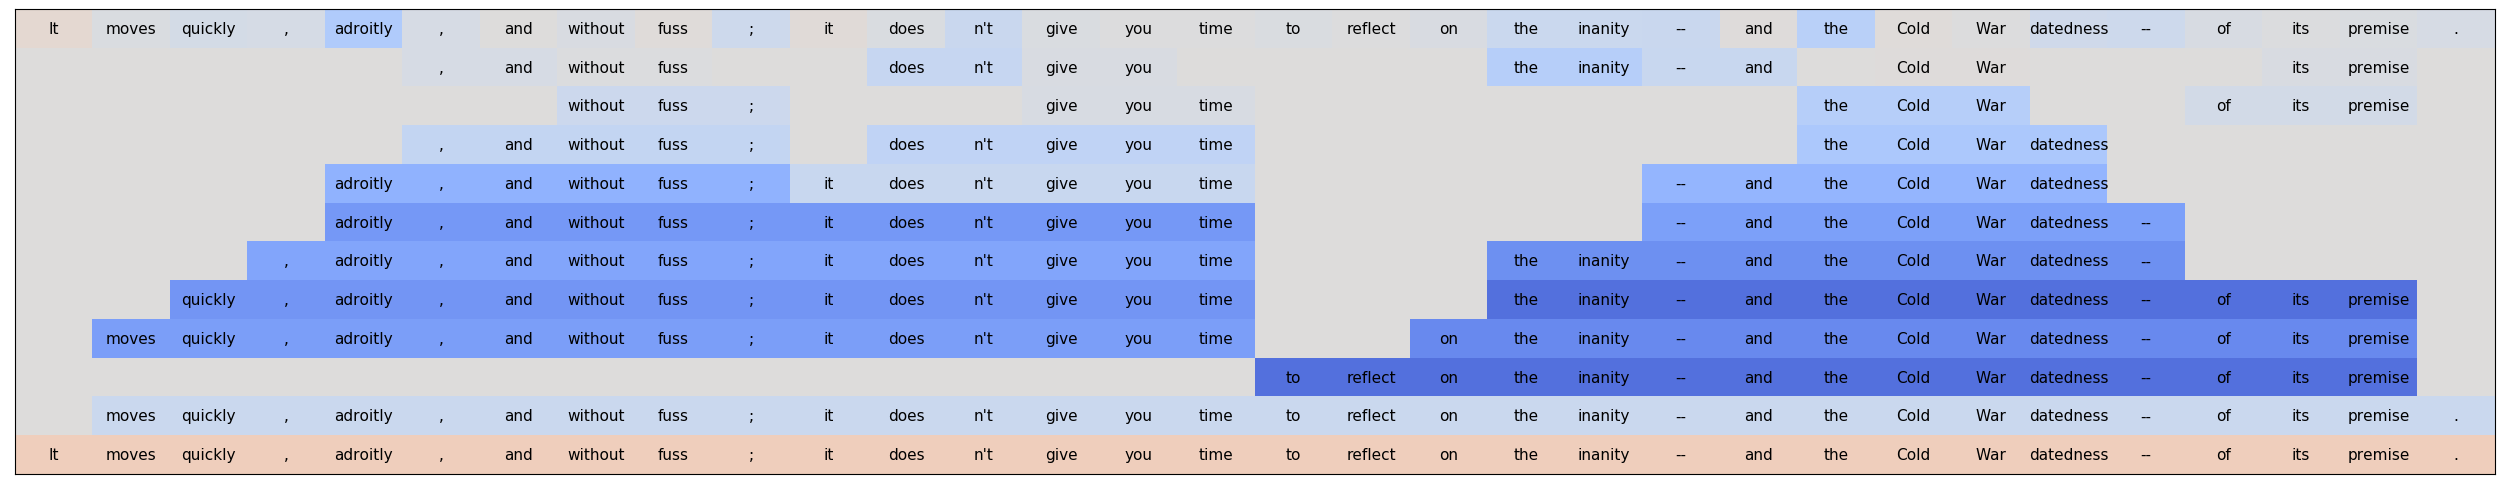 It moves quickly , adroitly , and without fuss ; it does n't give you time to reflect on the inanity -- and the Cold War datedness -- of its premise .
, and without fuss does n't give you the inanity -- and Cold War its premise
without fuss ; give you time the Cold War of its premise
, and without fuss ; does n't give you time the Cold War datedness
adroitly , and without fuss ; it does n't give you time -- and the Cold War datedness
adroitly , and without fuss ; it does n't give you time -- and the Cold War datedness --
, adroitly , and without fuss ; it does n't give you time the inanity -- and the Cold War datedness --
quickly , adroitly , and without fuss ; it does n't give you time the inanity -- and the Cold War datedness -- of its premise
moves quickly , adroitly , and without fuss ; it does n't give you time on the inanity -- and the Cold War datedness -- of its premise
to reflect on the inanity -- and the Cold War datedness -- of its premise
moves quickly , adroitly , and without fuss ; it does n't give you time to reflect on the inanity -- and the Cold War datedness -- of its premise .
It moves quickly , adroitly , and without fuss ; it does n't give you time to reflect on the inanity -- and the Cold War datedness -- of its premise .